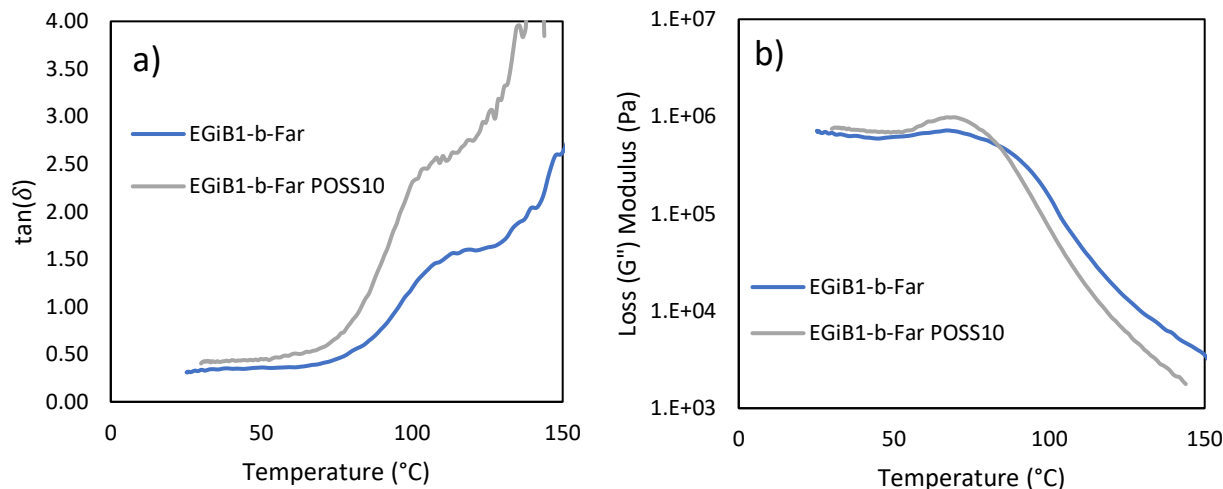 a)
4.00
3.50
3.00
2.50
2.00
1.50
1.00
0.50
0.00
tan(δ)
EGiB1-b-Far
EGiB1-b-Far POSS10
0
50
100
150
Temperature (°C)
b)
1.E+07
1.E+06
1.E+05
1.E+04
1.E+03
Loss (G") Modulus (Pa)
EGiB1-b-Far
EGiB1-b-Far POSS10
0
50
100
150
Temperature (°C)